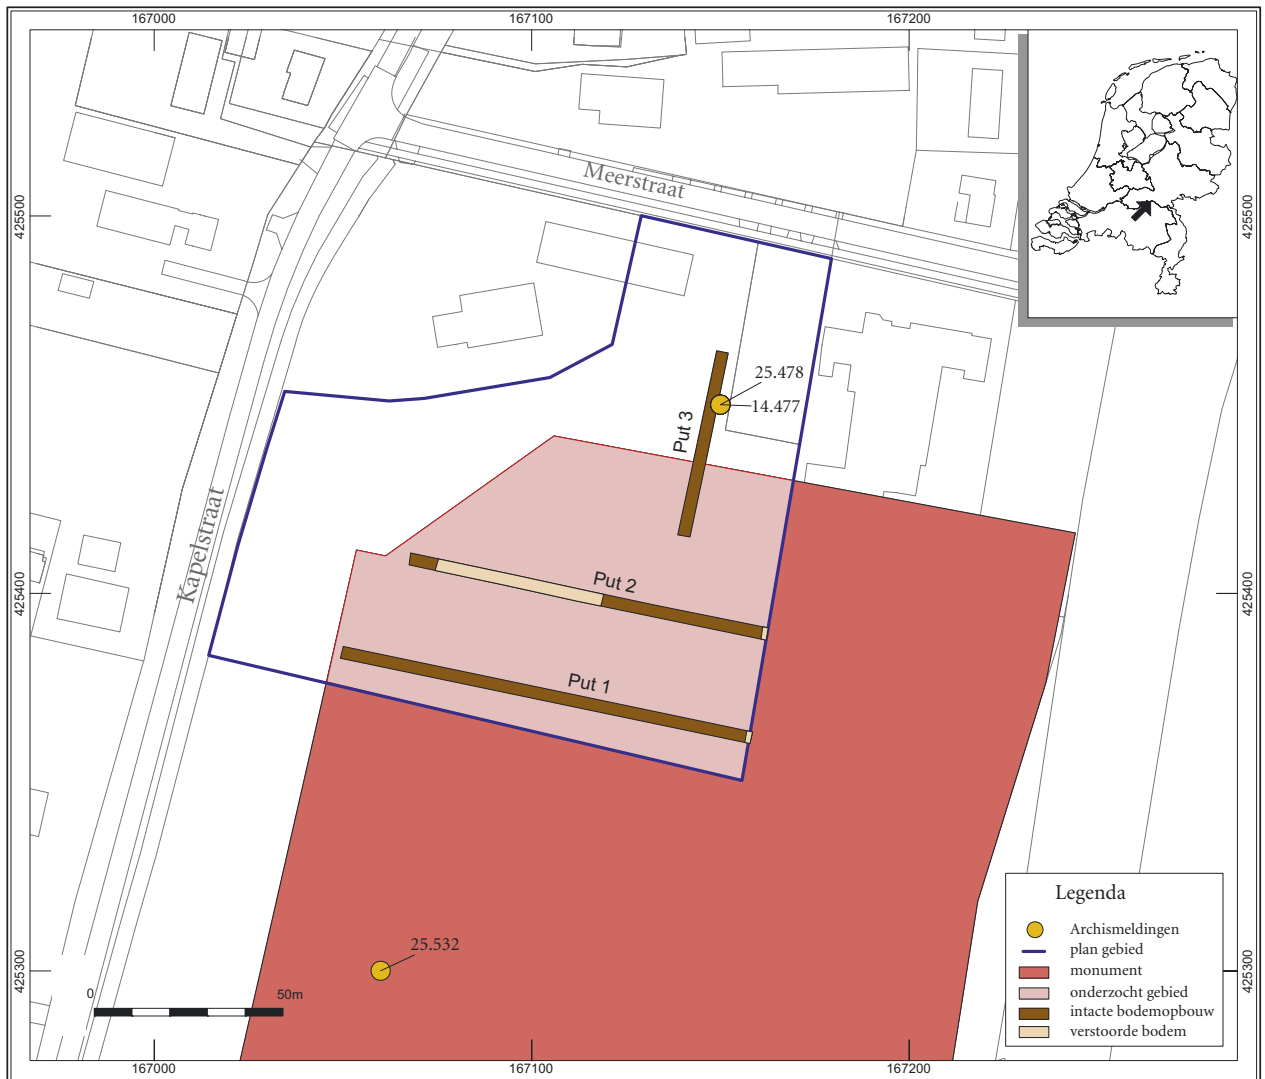 167000
167100
167200
425500
425500
Meerstraat
25.478
14.477
Put 3
Kapelstraat
Put 2
425400
425400
Put 1
25.532
425300
425300
0
50m
Legenda
Archismeldingen
plan gebied
monument
onderzocht gebied
intacte bodemopbouw
verstoorde bodem
167000
167100
167200